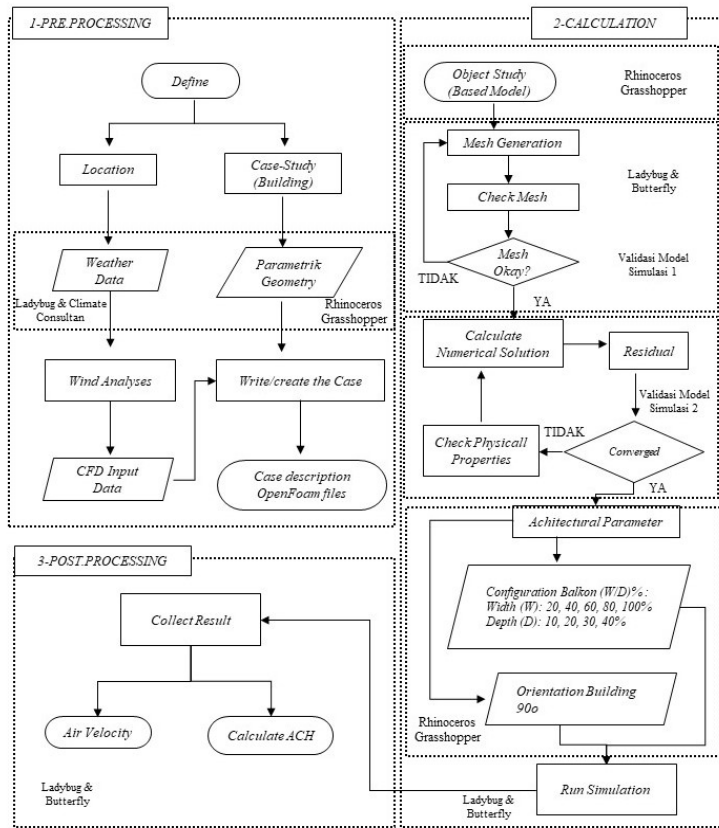 1-PRE.PROCESSING
Define
Location
Case-Study
(Building)
Weather
Data
Parametrik
Geometry
Ladybug & Climate
Consultan
Rhinoceros
Grasshopper
Wind Analyses
Write/create the Case
CFD Input
Data
Case description
OpenFoam files
2-CALCULATION
Object Study
(Based Model)
Rhinoceros
Grasshopper
Mesh Generation
Check Mesh
Ladybug &
Butterfly
Mesh
Okay?
TIDAK
Validasi Model
Simulasi 1
YA
Calculate
Numerical Solution
Residual
Validasi Model
Simulasi 2
TIDAK
Check Physicall
Properties
Converged
YA
Achitectural Parameter
Configuration Balkon (W/D)% :
Width (W): 20, 40, 60, 80, 100%
Depth (D): 10, 20, 30, 40%
Orientation Building
90o
Rhinoceros
Grasshopper
Run Simulation
Ladybug &
Butterfly
3-POST.PROCESSING
Collect Result
Air Velocity
Calculate ACH
Ladybug &
Butterfly